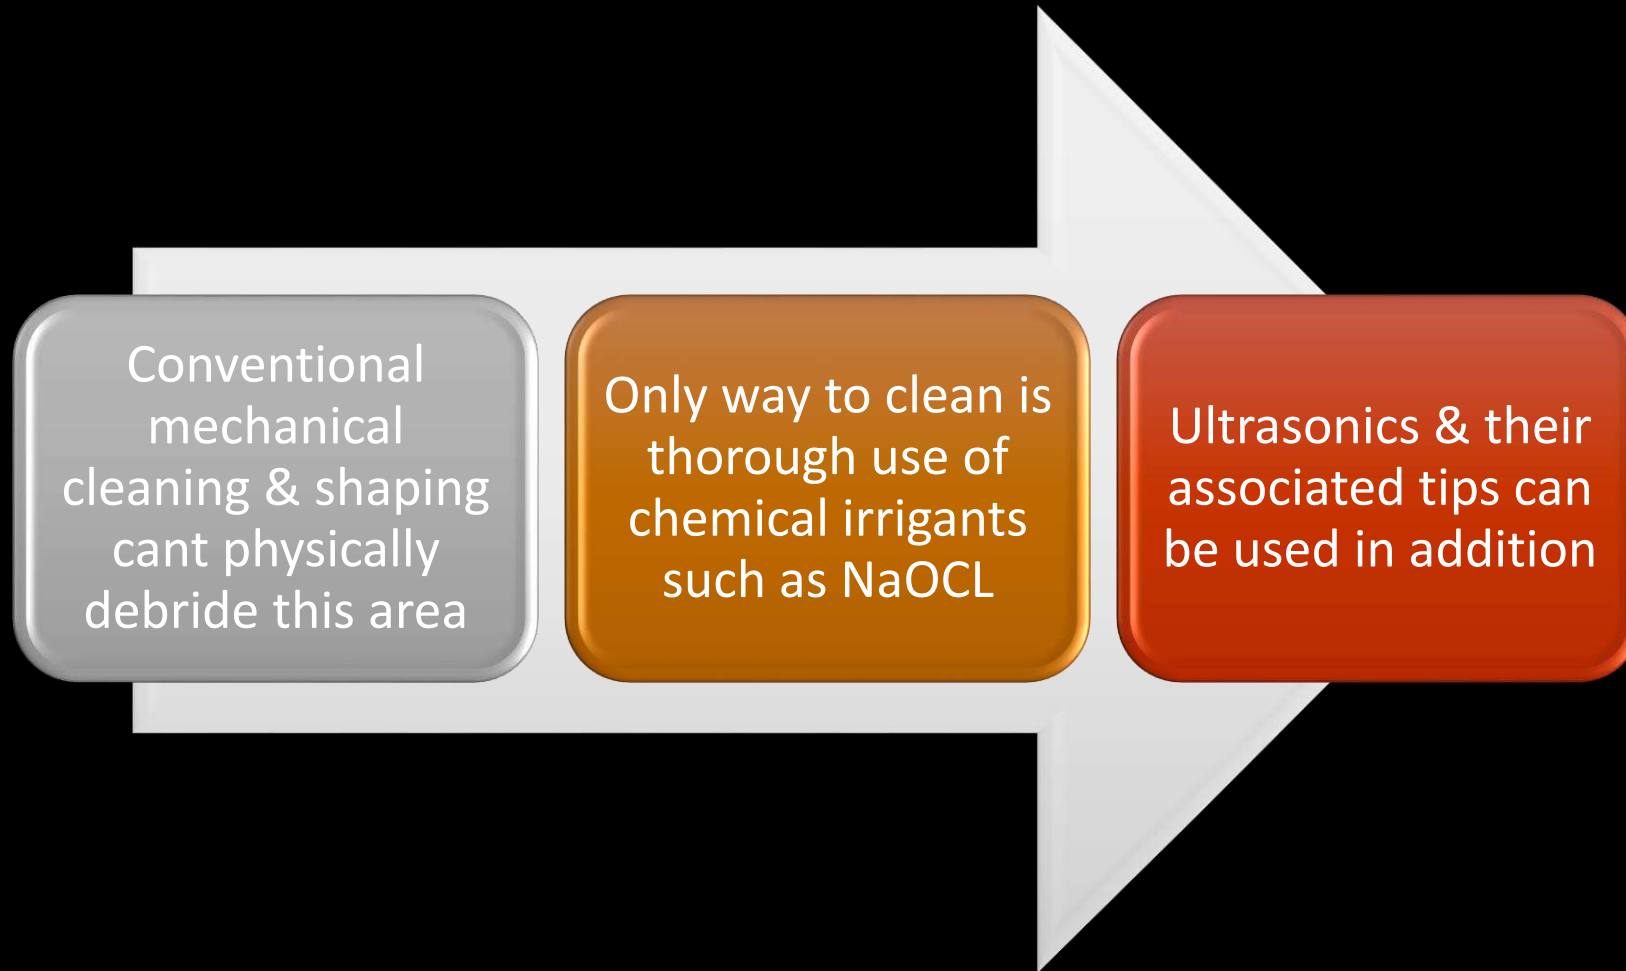 Conventional
mechanical
cleaning & shaping
cant physically
debride this area
Only way to clean is
thorough use of
chemical irrigants
such as NaOCL
Ultrasonics & their
associated tips can
be used in addition